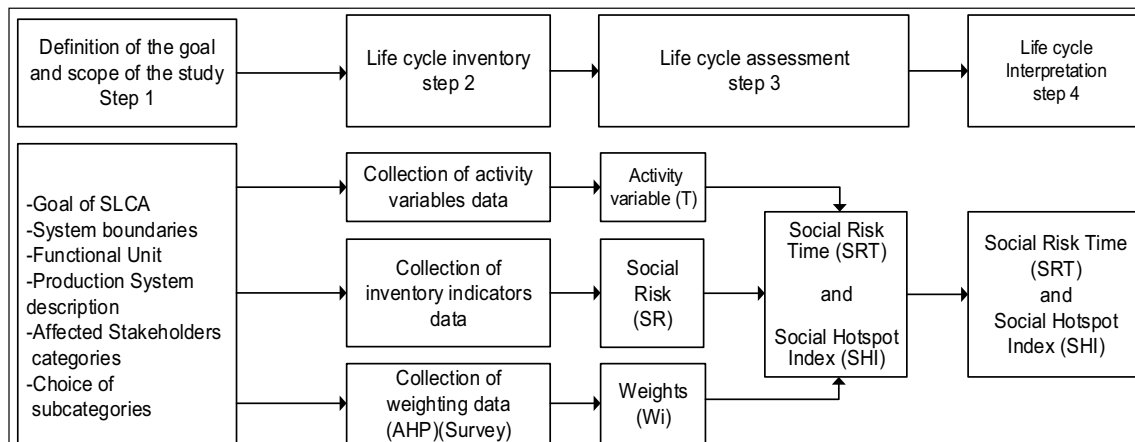 Definition of the goal
and scope of the study
Step 1
Life cycle inventory
step 2
Life cycle assessment
step 3
Life cycle
Interpretation
step 4
-Goal of SLCA
-System boundaries
-Functional Unit
-Production System
description
-Affected Stakeholders
categories
-Choice of
subcategories
Collection of activity
variables data
Activity
variable (T)
Collection of
inventory indicators
data
Social
Risk
(SR)
Collection of
weighting data
(AHP)(Survey)
Weights
(Wi)
Social Risk
Time (SRT)
and
Social Hotspot
Index (SHI)
Social Risk Time
(SRT)
and
Social Hotspot
Index (SHI)